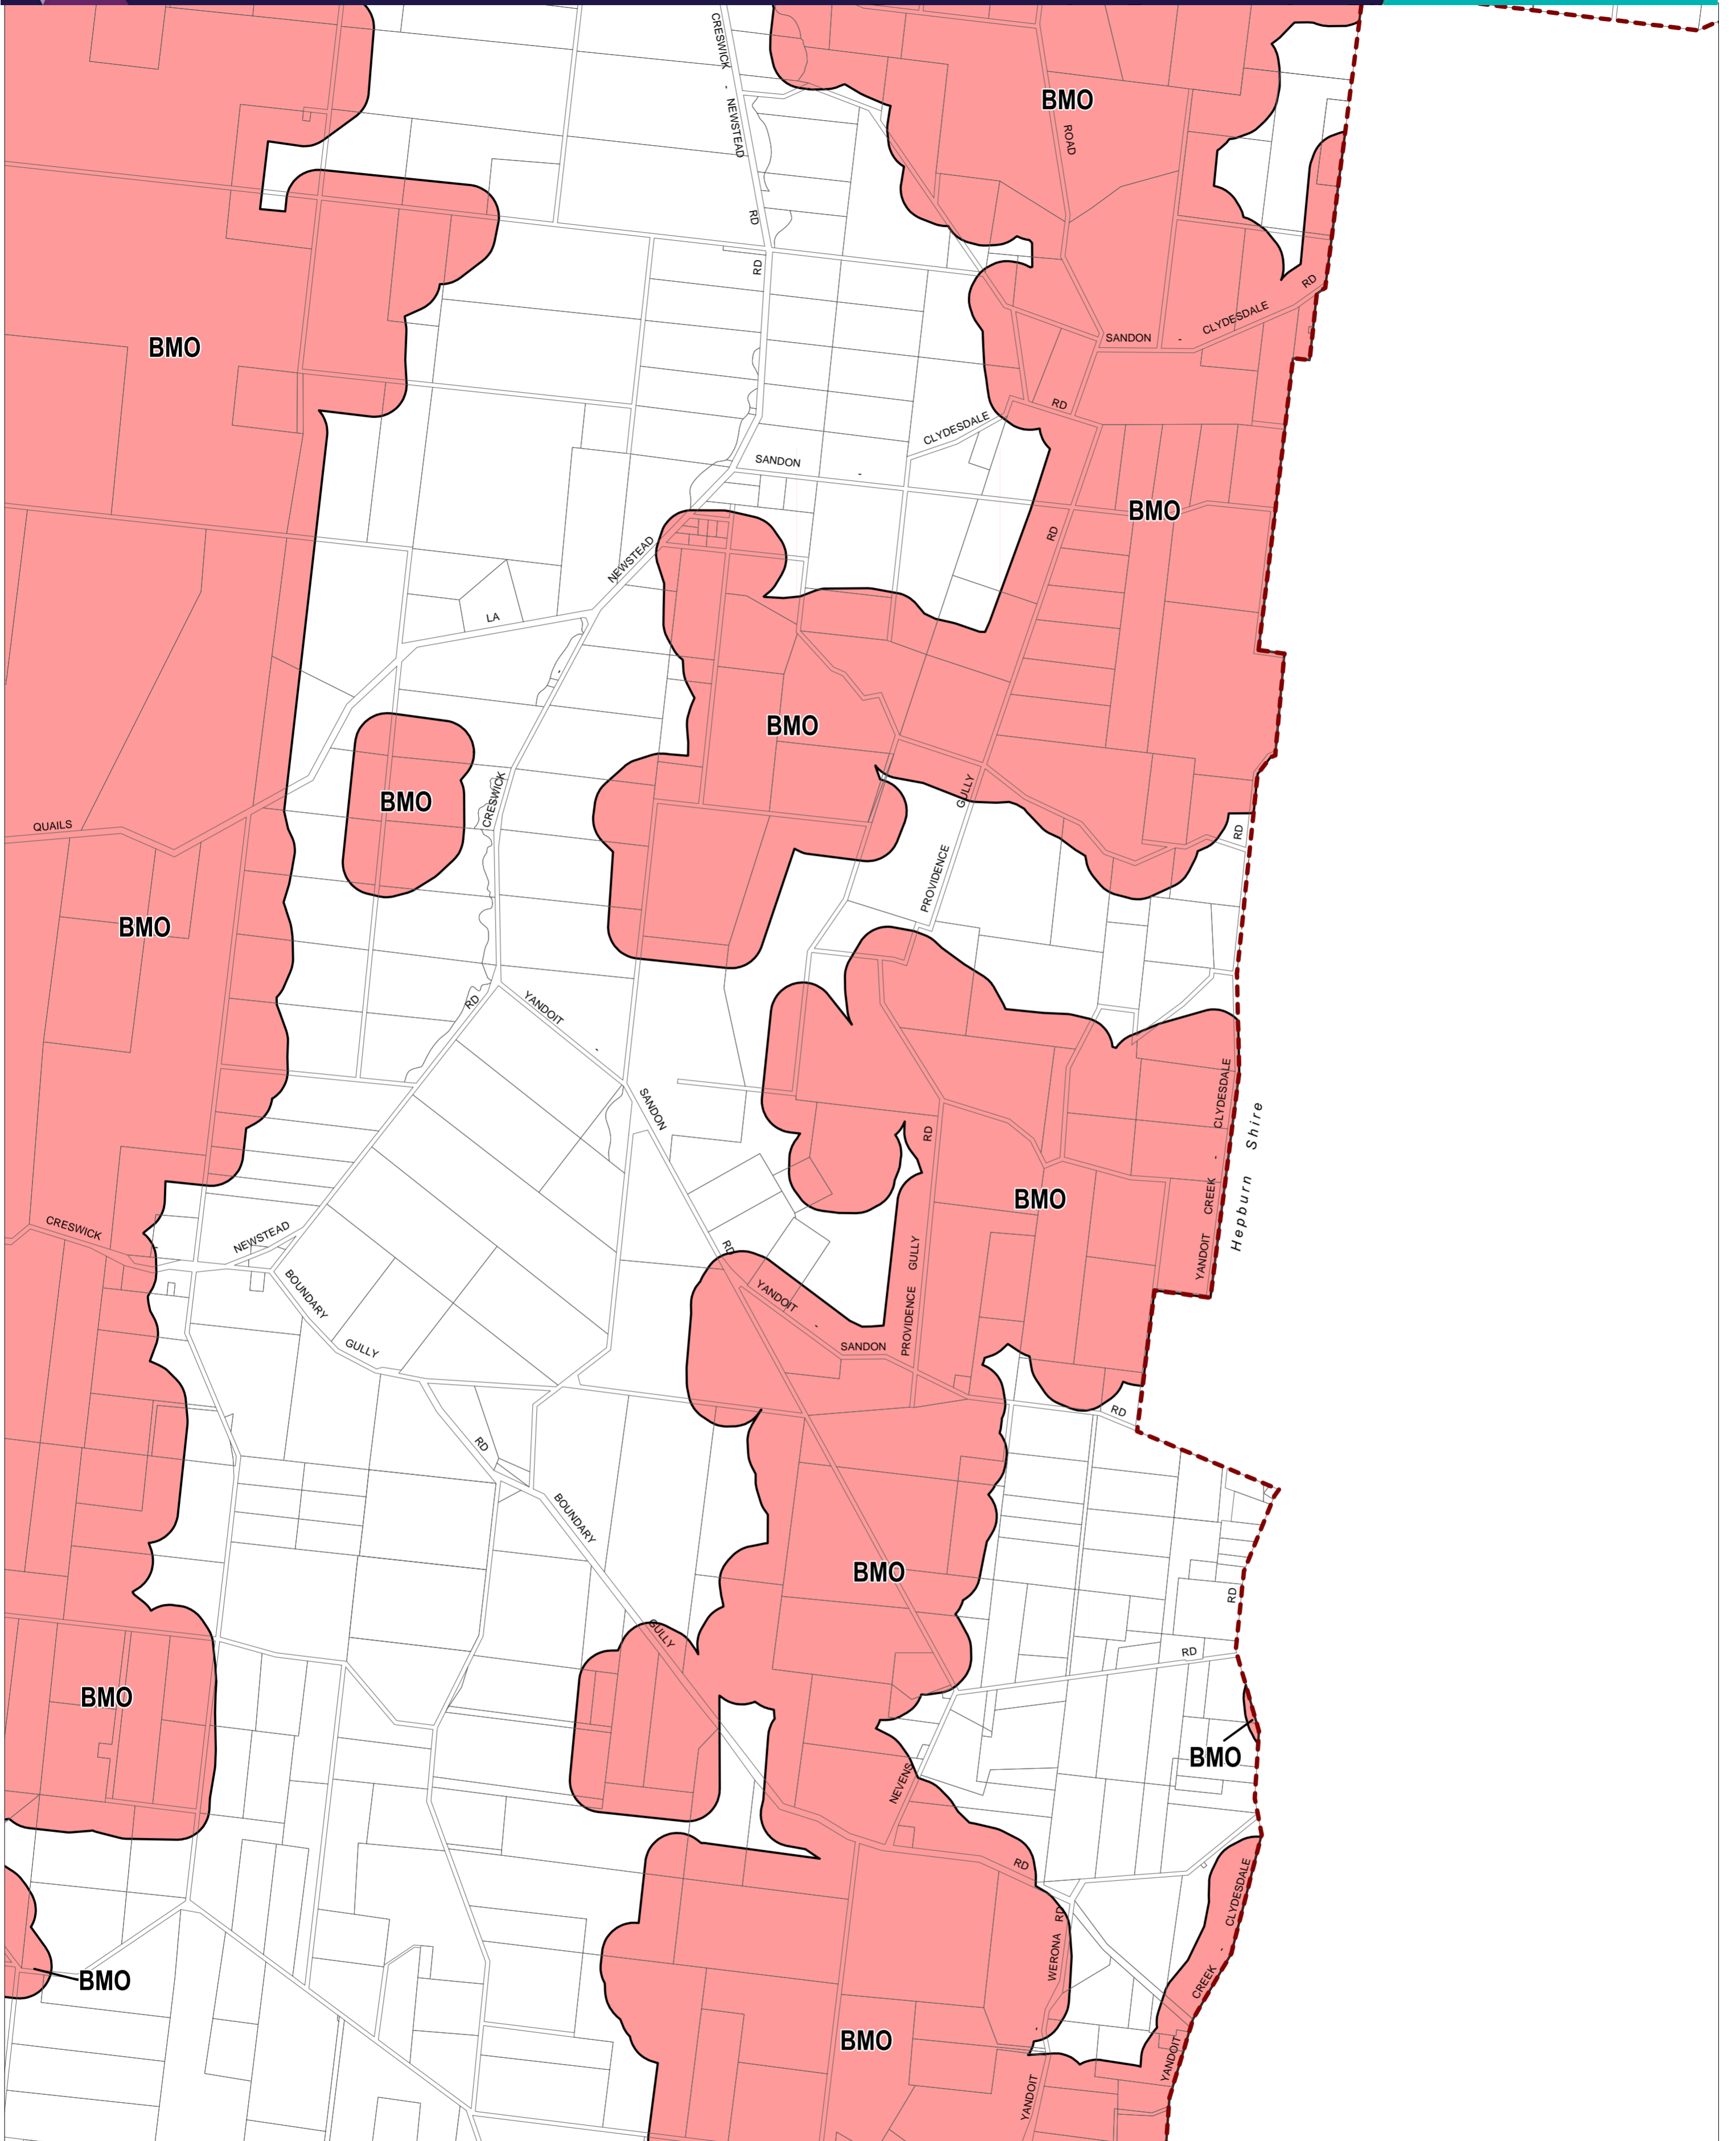 CRESWICK
-
NEWSTEAD
RD
BMO
ROAD
RD
CLYDESDALE
RD
-
SANDON
BMO
RD
CLYDESDALE
SANDON
-
BMO
RD
NEWSTEAD
LA
-
BMO
BMO
CRESWICK
GULLY
QUAILS
RD
PROVIDENCE
BMO
RD
YANDOIT
-
SANDON
CLYDESDALE
-
CREEK
YANDOIT
Hepburn Shire
RD
BMO
CRESWICK
-
NEWSTEAD
RD
GULLY
PROVIDENCE
BOUNDARY
GULLY
YANDOIT
-
SANDON
RD
RD
BOUNDARY
BMO
RD
GULLY
RD
BMO
BMO
NEVENS
RD
CLYDESDALE
-
CREEK
YANDOIT
RD
WERONA
-
YANDOIT
BMO
BMO